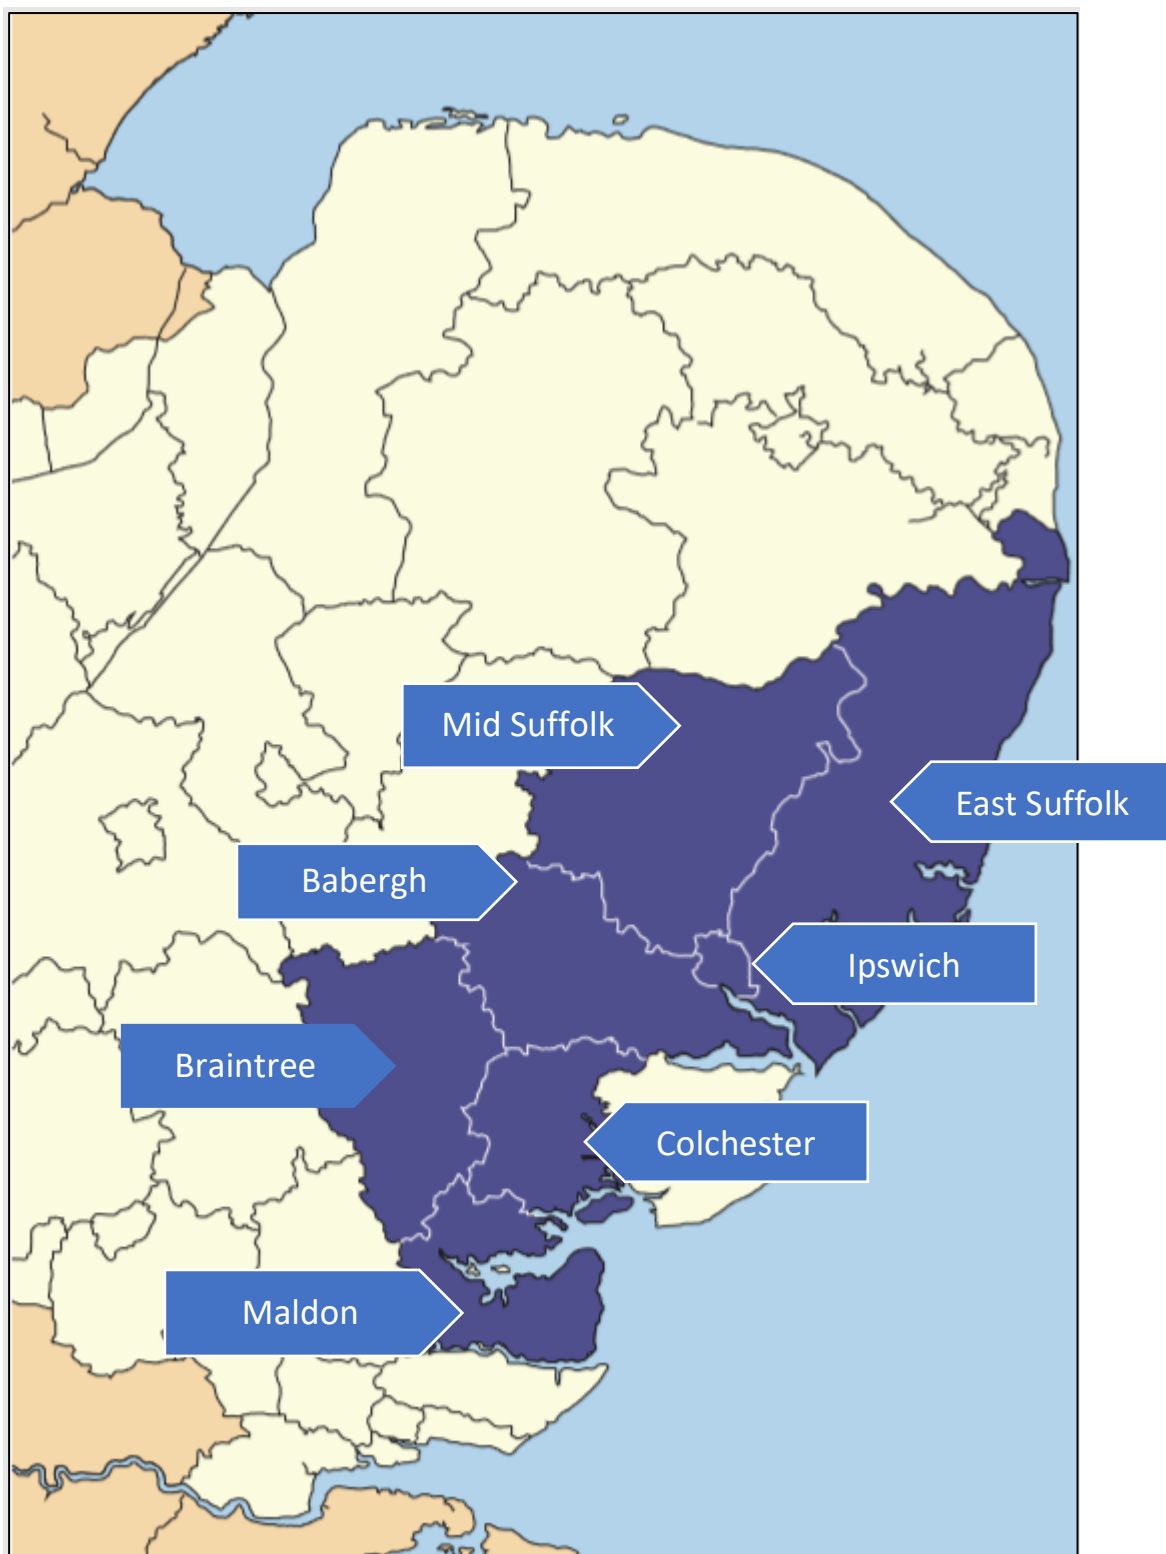 Mid Suffolk
East Suffolk
Babergh
Ipswich
Braintree
Colchester
Maldon